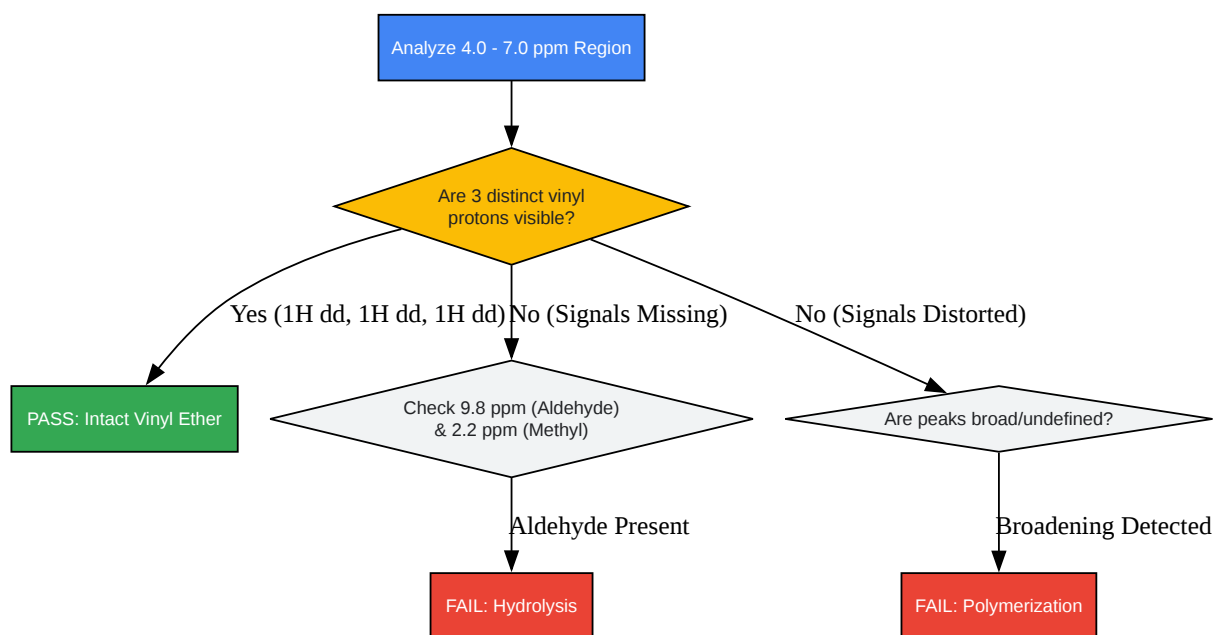 Analyze 4.0 - 7.0 ppm Region
Are 3 distinct vinyl
protons visible?
Yes (1H dd, 1H dd, 1H dd)
No (Signals Missing)
No (Signals Distorted)
PASS: Intact Vinyl Ether
Check 9.8 ppm (Aldehyde)
& 2.2 ppm (Methyl)
Are peaks broad/undefined?
Aldehyde Present
Broadening Detected
FAIL: Hydrolysis
FAIL: Polymerization